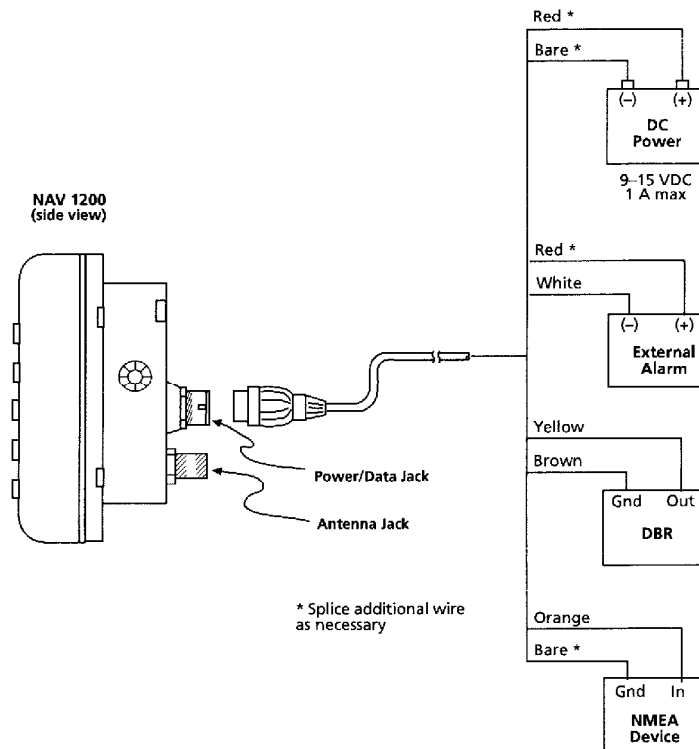 Red *
Bare *
(-) (+)
DC
Power
9–15 VDC
1 A max
NAV 1200
(side view)
Red *
White
(-) (+)
External
Alarm
Power/Data Jack
Antenna Jack
Yellow
Brown
Gnd Out
DBR
* Splice additional wire
as necessary
Orange
Bare *
Gnd In
NMEA
Device